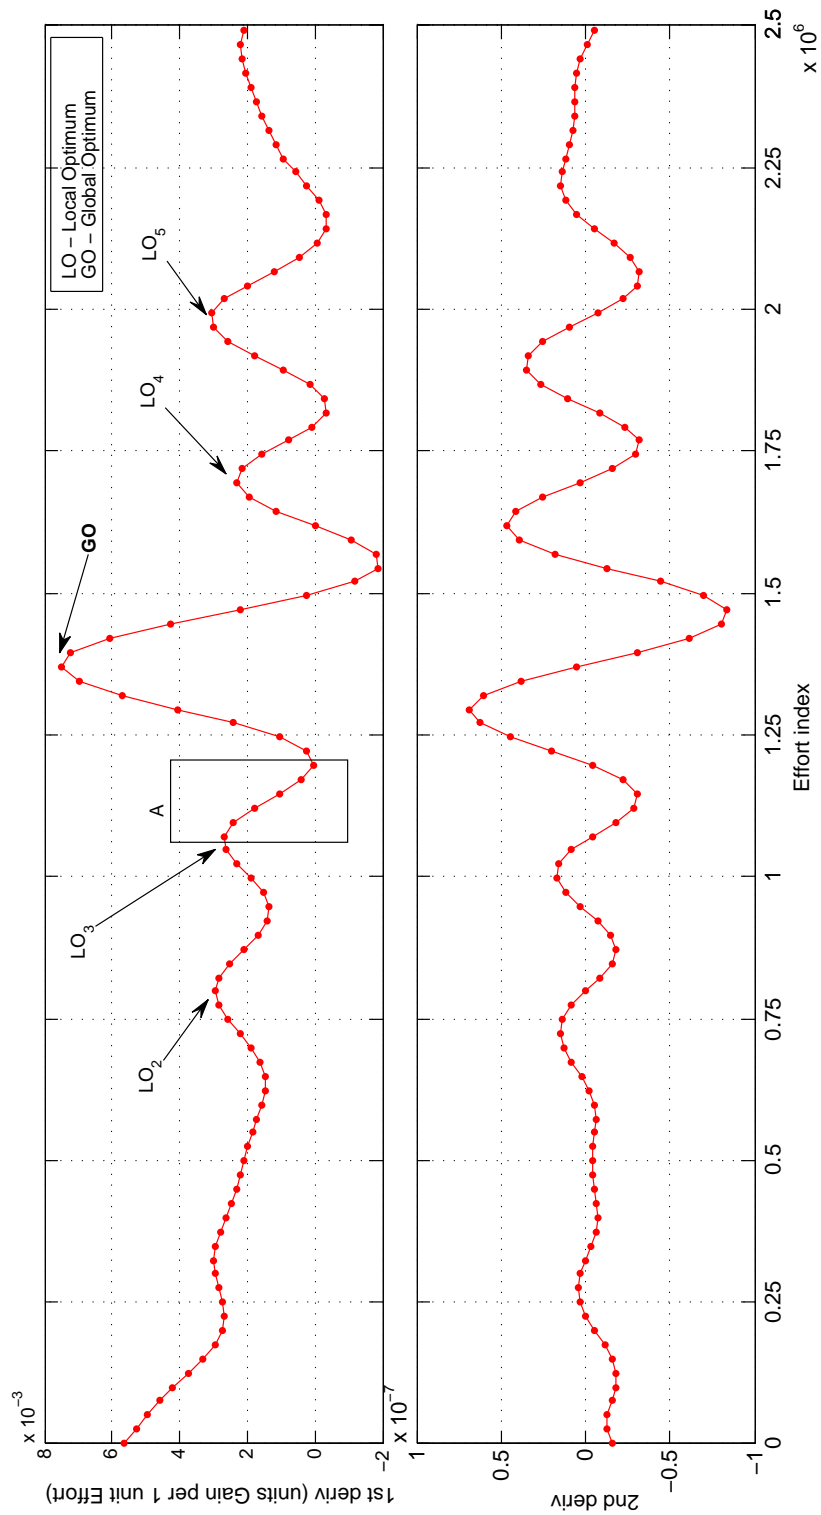 x 10−3
8
6
4
2
0
−2
1st deriv (units Gain per 1 unit Effort)
LO − Local Optimum
GO − Global Optimum
LO2
LO3
A
GO
LO4
LO5
x 10−7
1
0.5
0
−0.5
−1
2nd deriv
0
0.25
0.5
0.75
1
1.25
1.5
1.75
2
2.25
2.5
x 106
Effort index